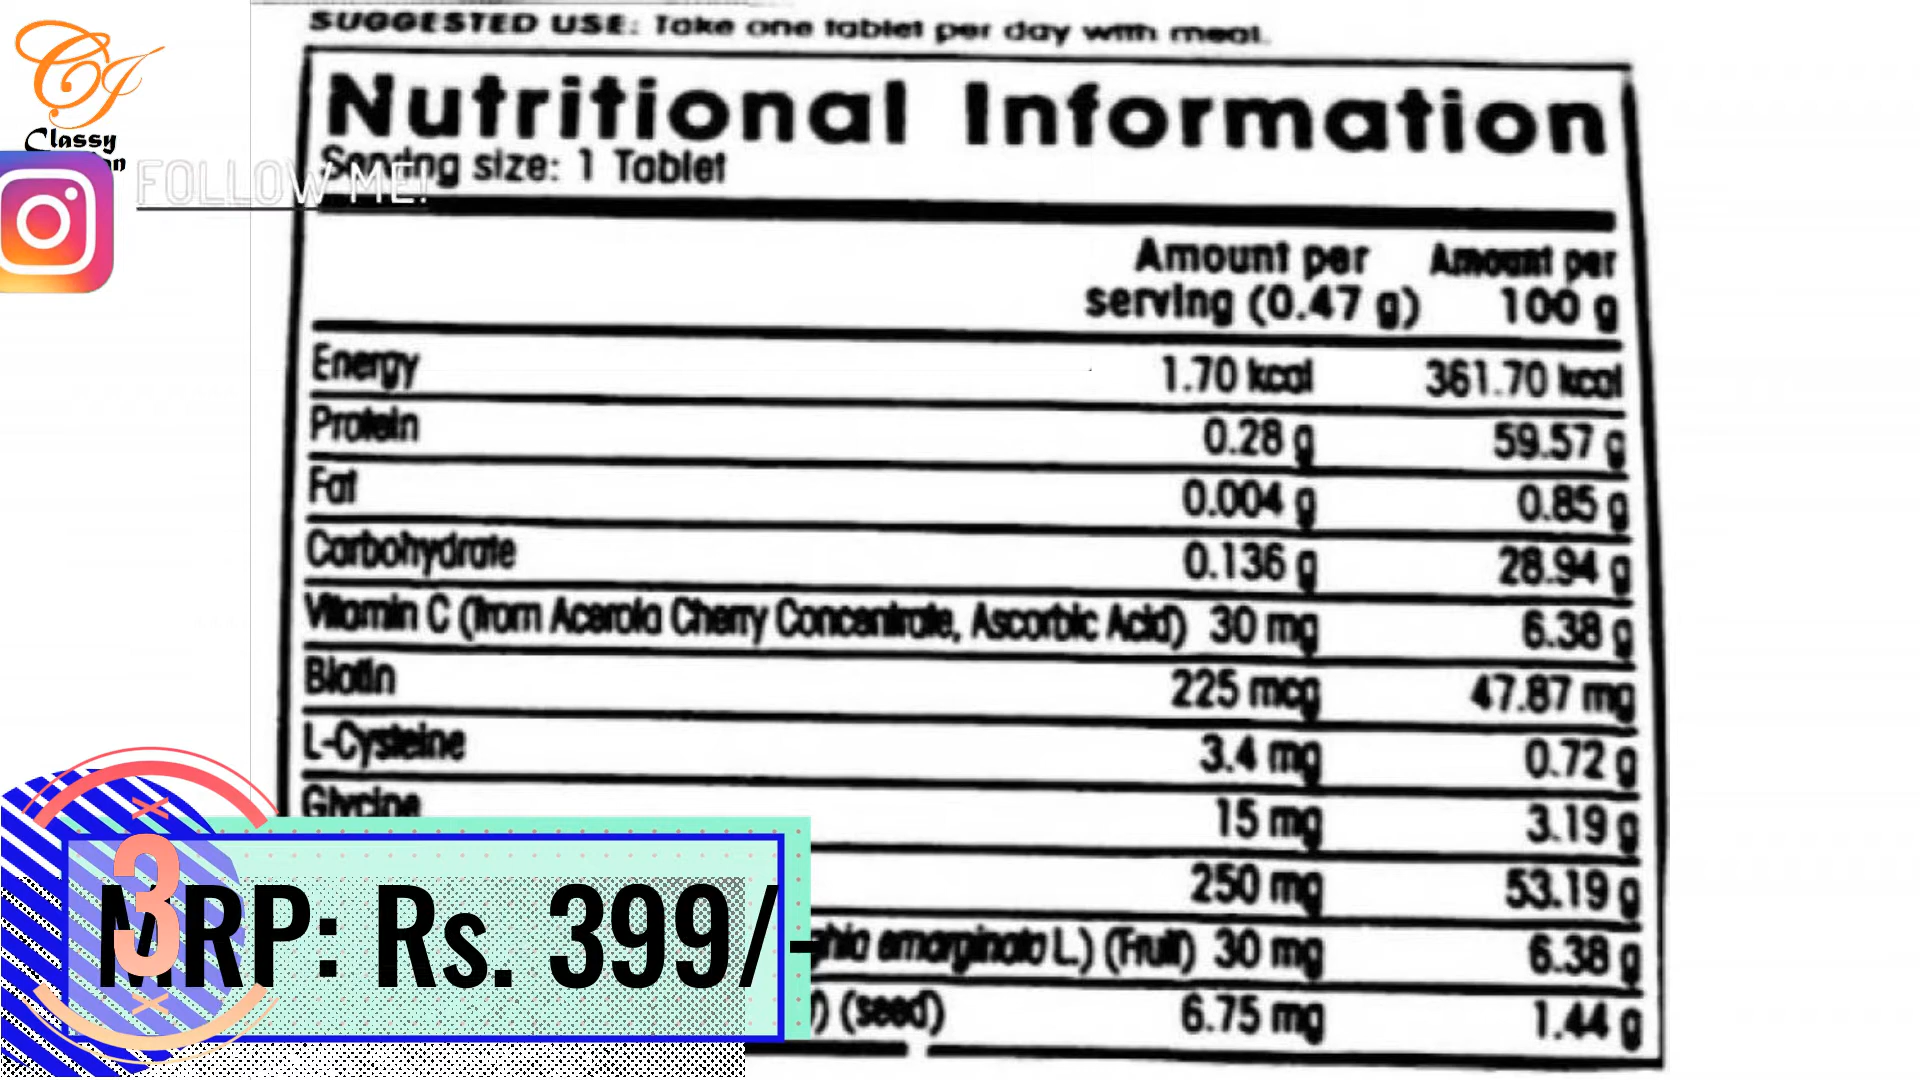 SUGGESTED USE: Take one tablet per day with meal.
Nutritional Information
Serving size: 1 Tablet
Classy
FOLLOW ME!
Amount per serving (0.47 g) Amount per 100 g
Energy 1.70 kcal 361.70 kcal
Protein 0.28 g 59.57 g
Fat 0.004 g 0.85 g
Carbohydrate 0.136 g 28.94 g
Vitamin C (from Acerola Cherry Concentrate, Ascorbic Acid) 30 mg 6.38 g
Biotin 225 mcg 47.87 mg
L-Cysteine 3.4 mg 0.72 g
Glycine 15 mg 3.19 g
250 mg 53.19 g
emarginata L.) (Fruit) 30 mg 6.38 g
(seed) 6.75 mg 1.44 g
3
MRP: Rs. 399/-